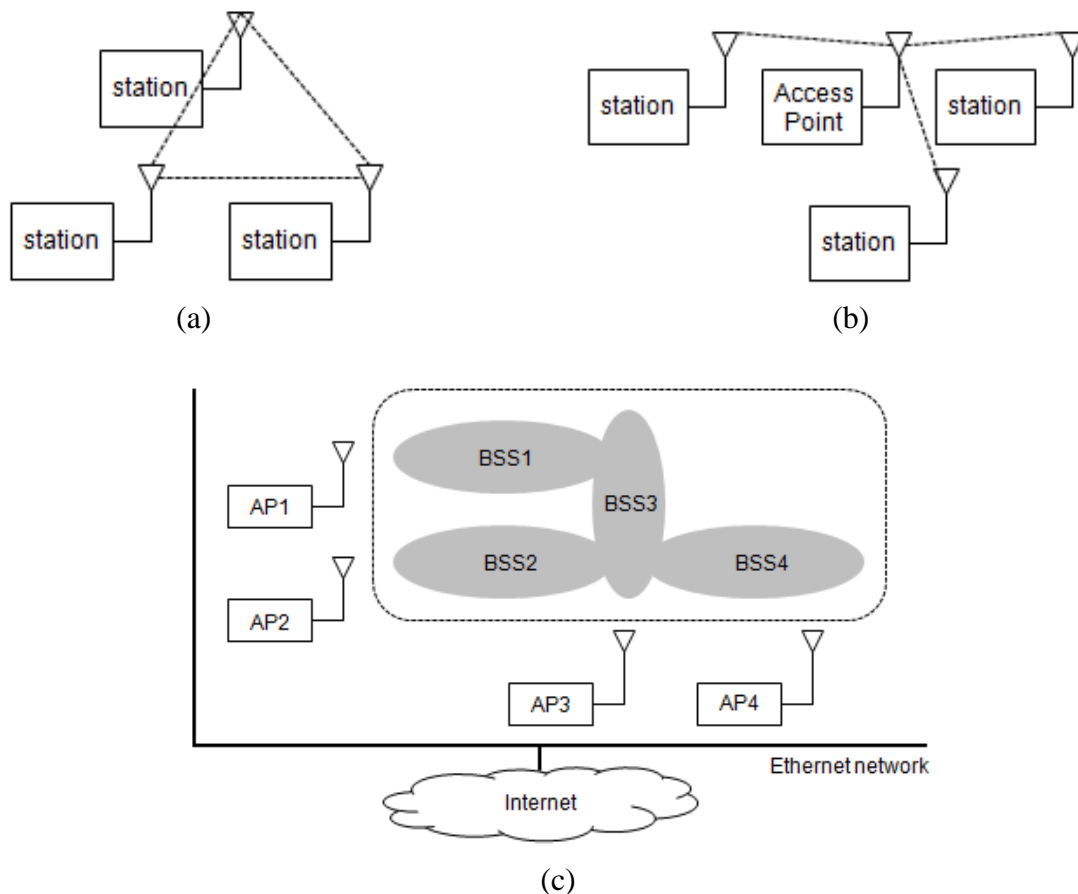 station
station
station
(a)
station
Access
Point
station
station
(b)
BSS1
BSS3
AP1
BSS2
BSS4
AP2
AP3
AP4
Ethernet network
Internet
(c)